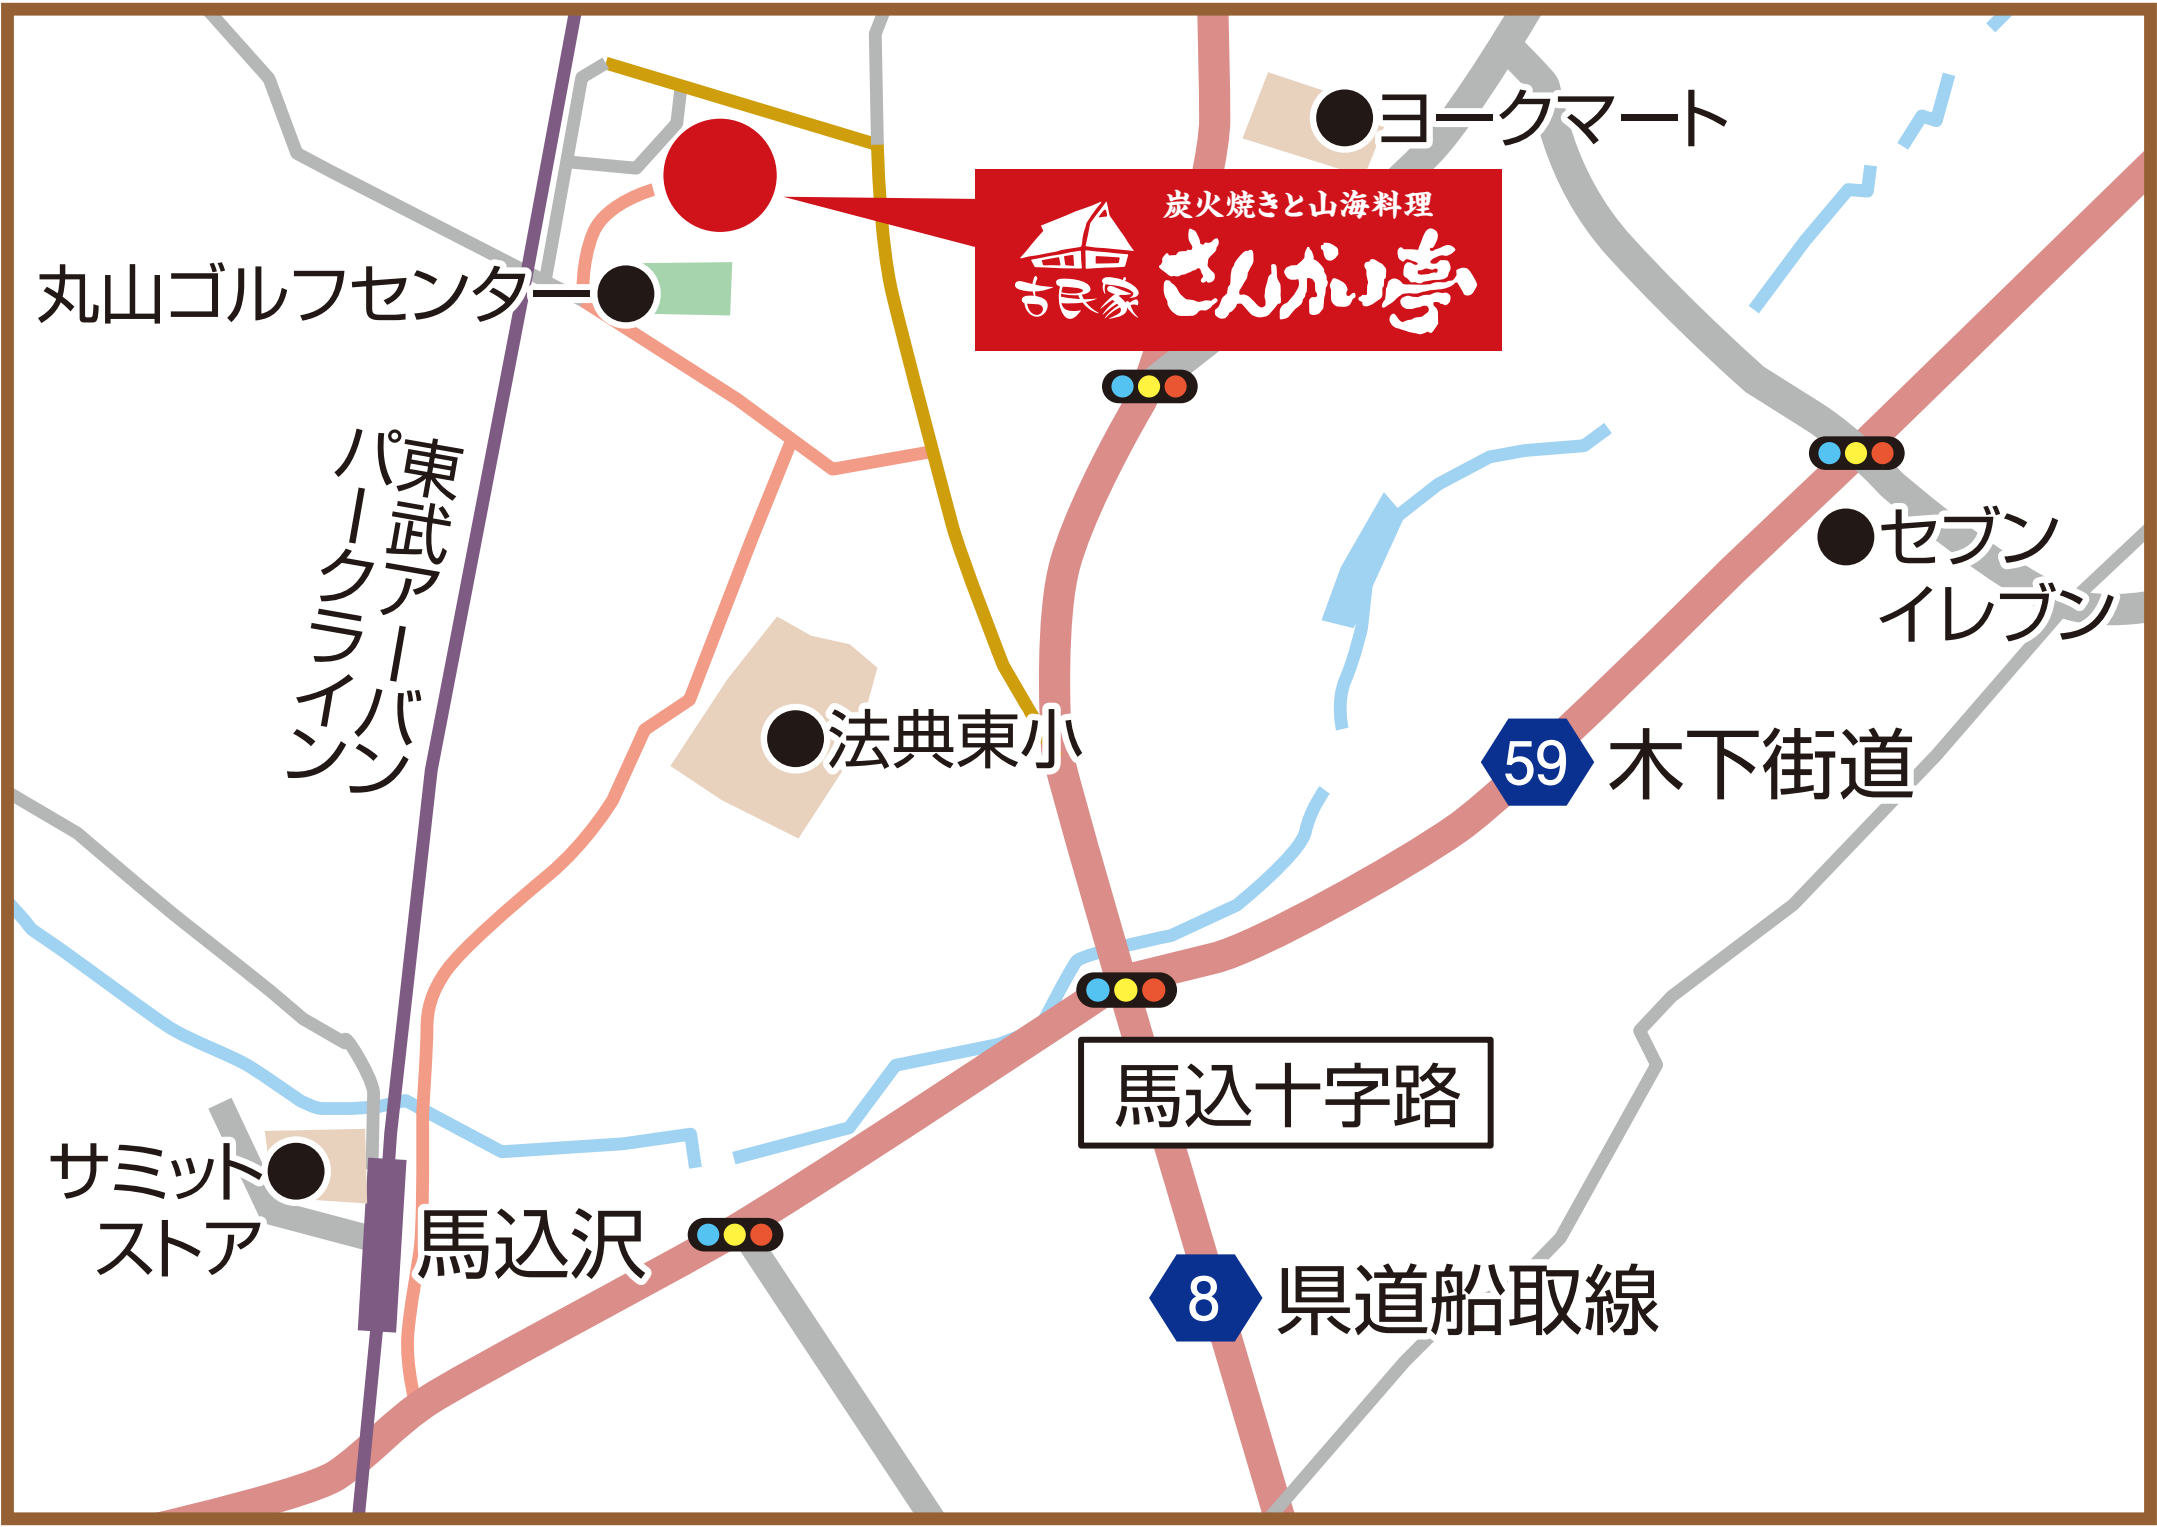 ヨークマート
炭火焼きと山海料理
古民家
さんかい亭
丸山ゴルフセンター
東武アーバン
パークライン
セブン
イレブン
法典東小
59
木下街道
馬込十字路
サミット
ストア
馬込沢
8
県道船取線